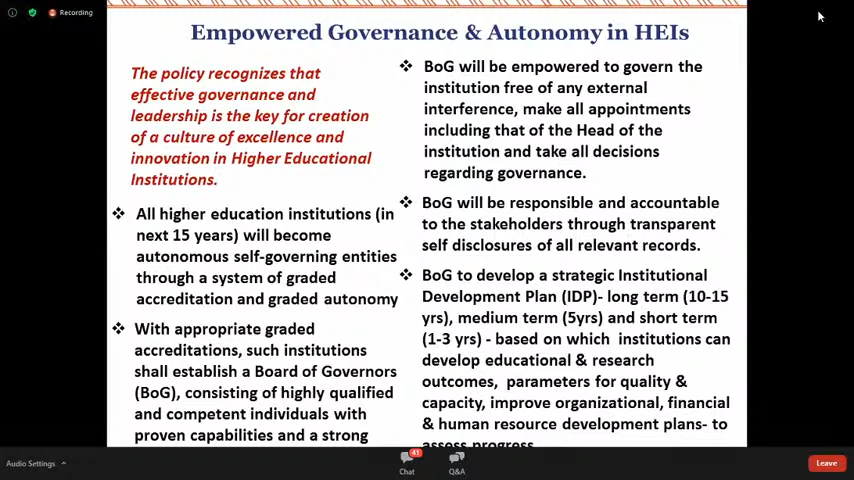 Recording
Empowered Governance & Autonomy in HEIs
The policy recognizes that
effective governance and
leadership is the key for creation
of a culture of excellence and
innovation in Higher Educational
Institutions.
❖ All higher education institutions (in
next 15 years) will become
autonomous self-governing entities
through a system of graded
accreditation and graded autonomy
❖ With appropriate graded
accreditations, such institutions
shall establish a Board of Governors
(BoG), consisting of highly qualified
and competent individuals with
proven capabilities and a strong
❖ BoG will be empowered to govern the
institution free of any external
interference, make all appointments
including that of the Head of the
institution and take all decisions
regarding governance.
❖ BoG will be responsible and accountable
to the stakeholders through transparent
self disclosures of all relevant records.
❖ BoG to develop a strategic Institutional
Development Plan (IDP)- long term (10-15
yrs), medium term (5yrs) and short term
(1-3 yrs) - based on which institutions can
develop educational & research
outcomes, parameters for quality &
capacity, improve organizational, financial
& human resource development plans- to
assess progress
Audio Settings
41
Chat
Q&A
Leave